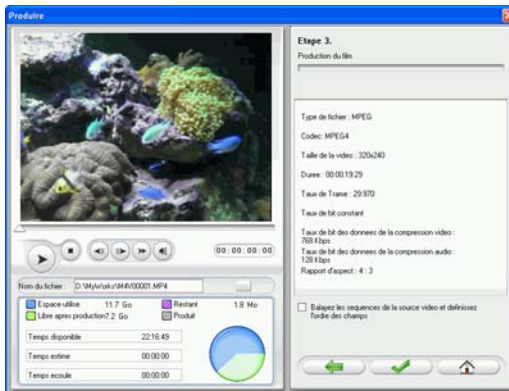 Produire
Etape 3.
Production du film
Type de fichier : MPEG
Codec: MPEG4
Taille de la video : 320x240
Duree : 00:00:19:29
Taux de Trame : 29.970
Taux de bit constant
Taux de bit des donnees de la compression video :
768 Kbps
Taux de bit des donnees de la compression audio :
128 Kbps
Rapport d'aspect : 4 : 3
Balayez les sequences de la source video et definissez
l'ordre des champs
00 : 00 : 00 : 00
Nom du fichier : D:\MyWorks\M4V00001.MP4
Espace utilise 11.7 Go Restant 1.8 Mo
Libre apres production 7.2 Go Produit
Temps disponible 22:16:49
Temps estime 00:00:00
Temps ecoule 00:00:00